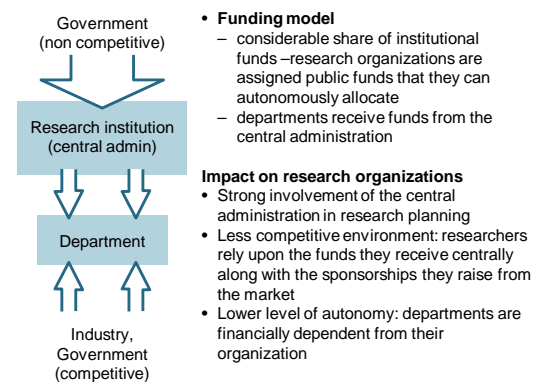 Government
(non competitive)
Research institution
(central admin)
Department
Industry,
Government
(competitive)
• Funding model
– considerable share of institutional
funds –research organizations are
assigned public funds that they can
autonomously allocate
– departments receive funds from the
central administration
Impact on research organizations
• Strong involvement of the central
administration in research planning
• Less competitive environment: researchers
rely upon the funds they receive centrally
along with the sponsorships they raise from
the market
• Lower level of autonomy: departments are
financially dependent from their
organization